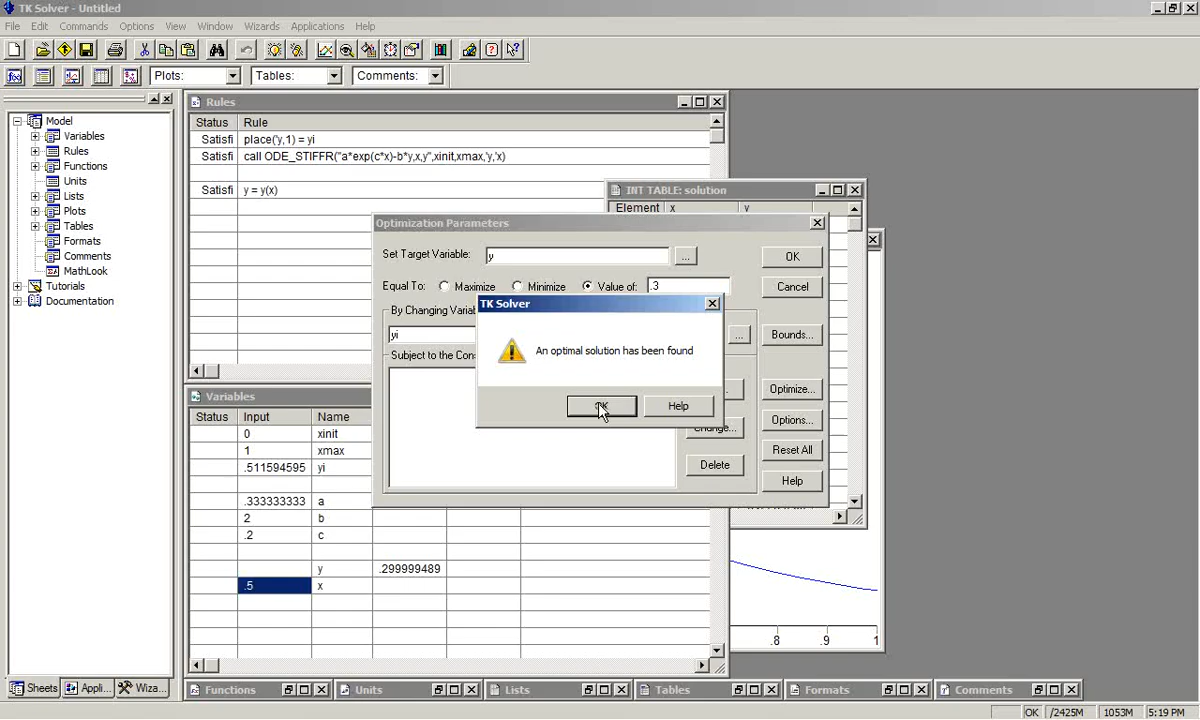 TK Solver - Untitled
File Edit Commands Options View Window Wizards Applications Help
Plots: Tables: Comments:
Model
Variables
Rules
Functions
Units
Lists
Plots
Tables
Formats
Comments
MathLook
Tutorials
Documentation
Sheets Appli... Wiza...
Rules
Status Rule
Satisfi place('y,1) = yi
Satisfi call ODE_STIFFR("a*exp(c*x)-b*y,x,y",xinit,xmax,'y,'x)
Satisfi y = y(x)
INT TABLE: solution
Element x y
Optimization Parameters
Set Target Variable: y ... OK
Equal To: Maximize Minimize Value of: .3 Cancel
By Changing Variab
yi ... Bounds...
Subject to the Cons
Optimize...
Change... Options...
Reset All
Delete Help
TK Solver
An optimal solution has been found
OK Help
Variables
Status Input Name
0 xinit
1 xmax
.511594595 yi
.333333333 a
2 b
.2 c
y .299999489
.5 x
.8 .9 1
Functions Units Lists Tables Formats Comments
OK /2425M 1053M 5:19 PM